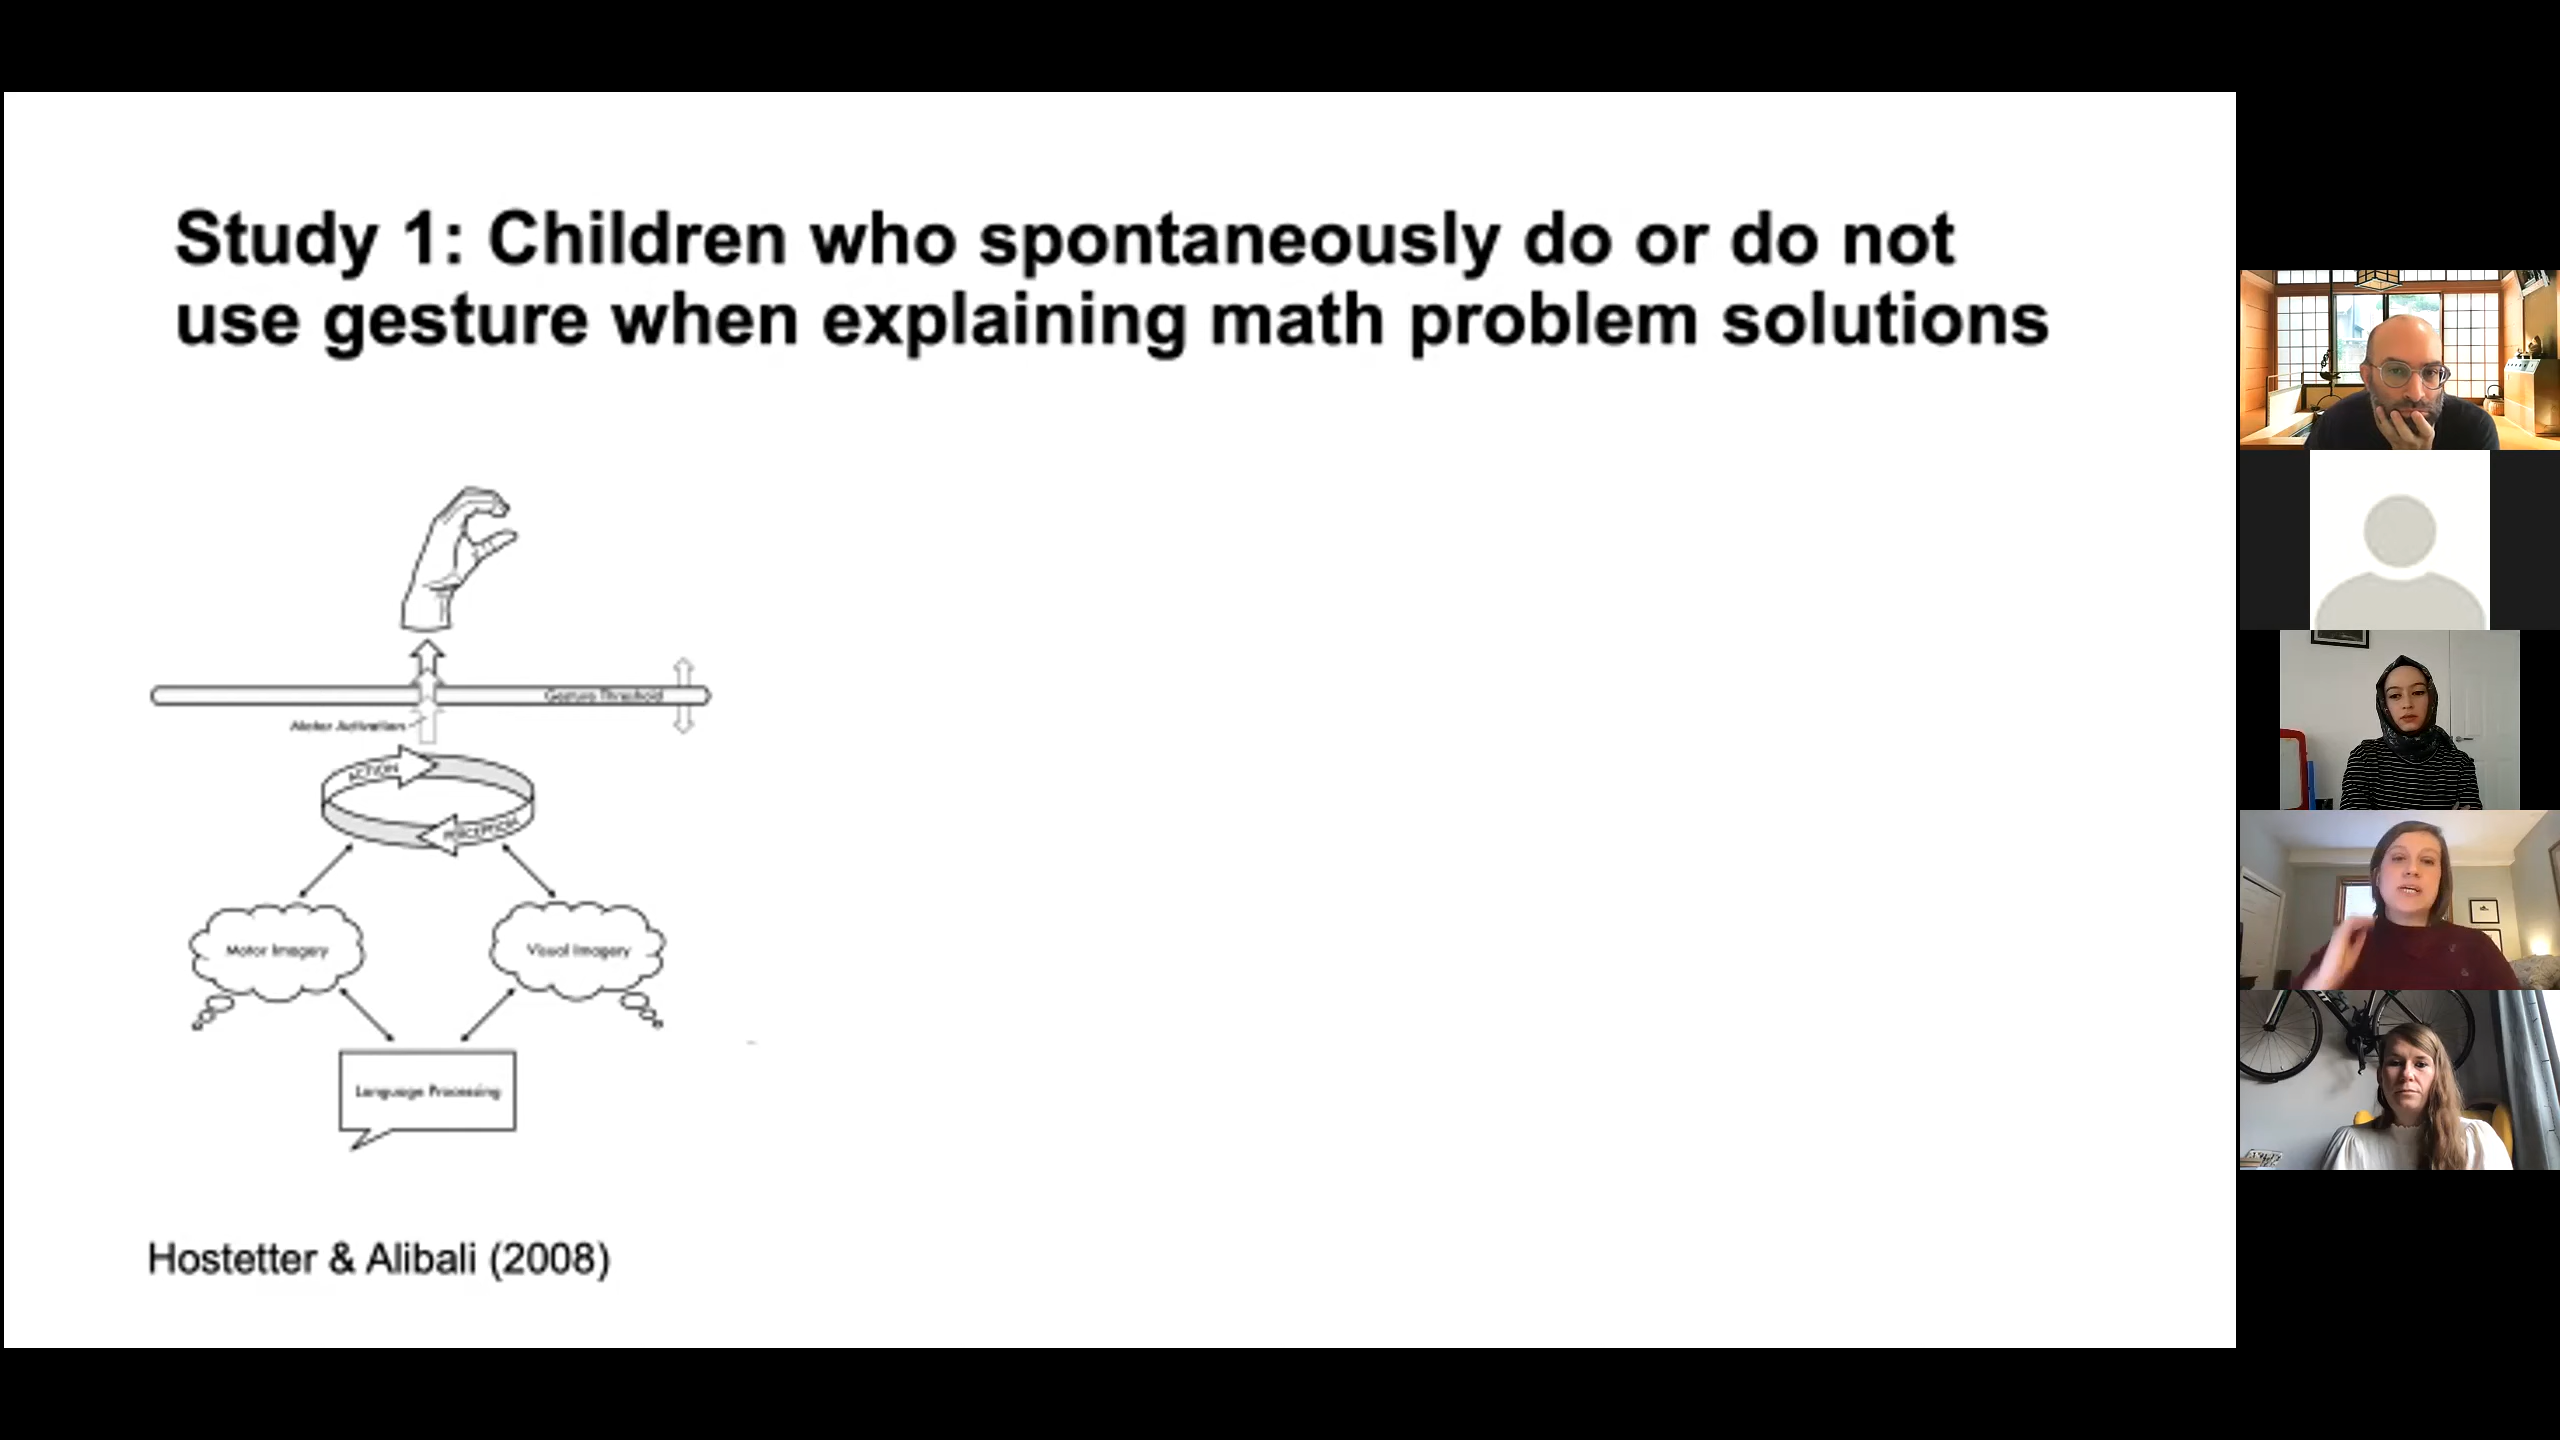 Study 1: Children who spontaneously do or do not
use gesture when explaining math problem solutions
Gesture Threshold
Motor Activation
ACTION
PERCEPTION
Motor Imagery
Visual Imagery
Language Processing
Hostetter & Alibali (2008)